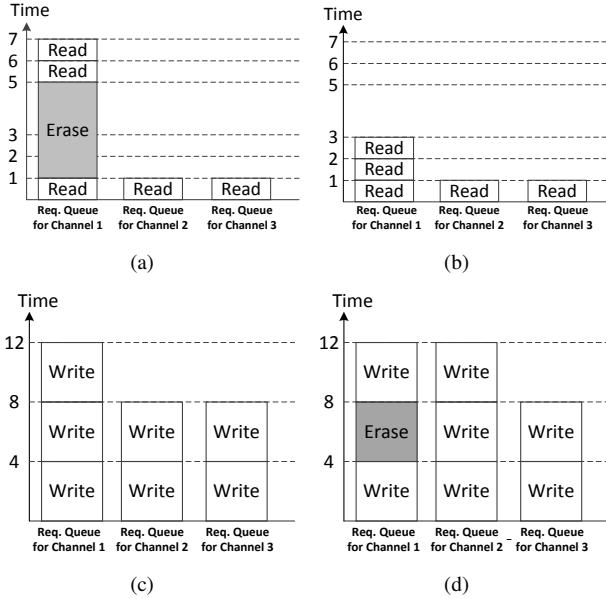 Time
7
Read
6
Read
5
Erase
3
2
1
Read
Read
Read
Req. Queue for Channel 1
Req. Queue for Channel 2
Req. Queue for Channel 3
(a)
Time
7
6
5
3
Read
2
Read
1
Read
Read
Read
Req. Queue for Channel 1
Req. Queue for Channel 2
Req. Queue for Channel 3
(b)
Time
12
Write
8
Write
Write
Write
4
Write
Write
Write
Req. Queue for Channel 1
Req. Queue for Channel 2
Req. Queue for Channel 3
(c)
Time
12
Write
Write
8
Erase
Write
Write
4
Write
Write
Write
Req. Queue for Channel 1
Req. Queue for Channel 2
Req. Queue for Channel 3
(d)